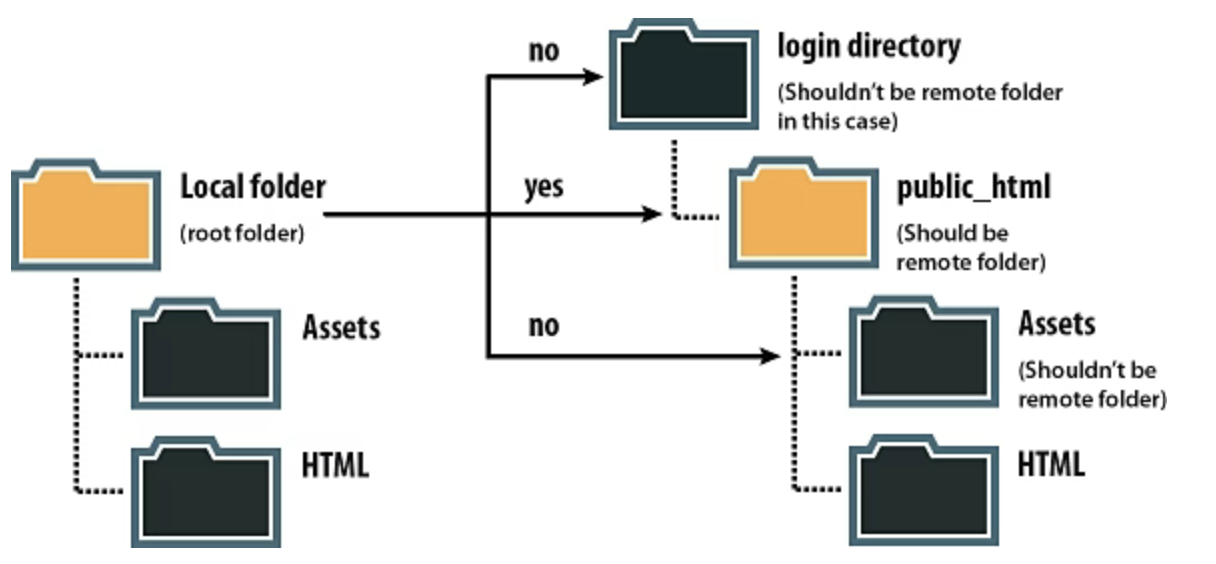 no
login directory
(Shouldn't be remote folder
in this case)
Local folder
(root folder)
yes
public_html
(Should be
remote folder)
Assets
HTML
no
Assets
(Shouldn't be
remote folder)
HTML